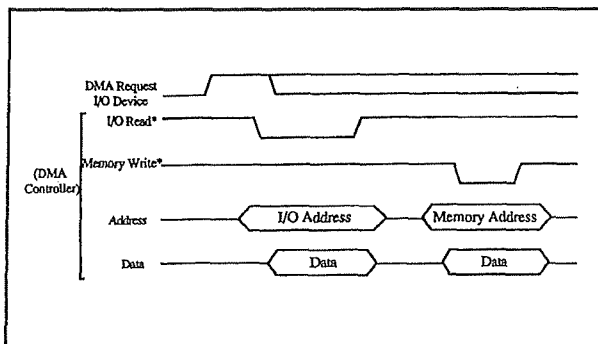 DMA Request
I/O Device
I/O Read*
Memory Write*
(DMA
Controller)
Address
I/O Address
Memory Address
Data
Data
Data